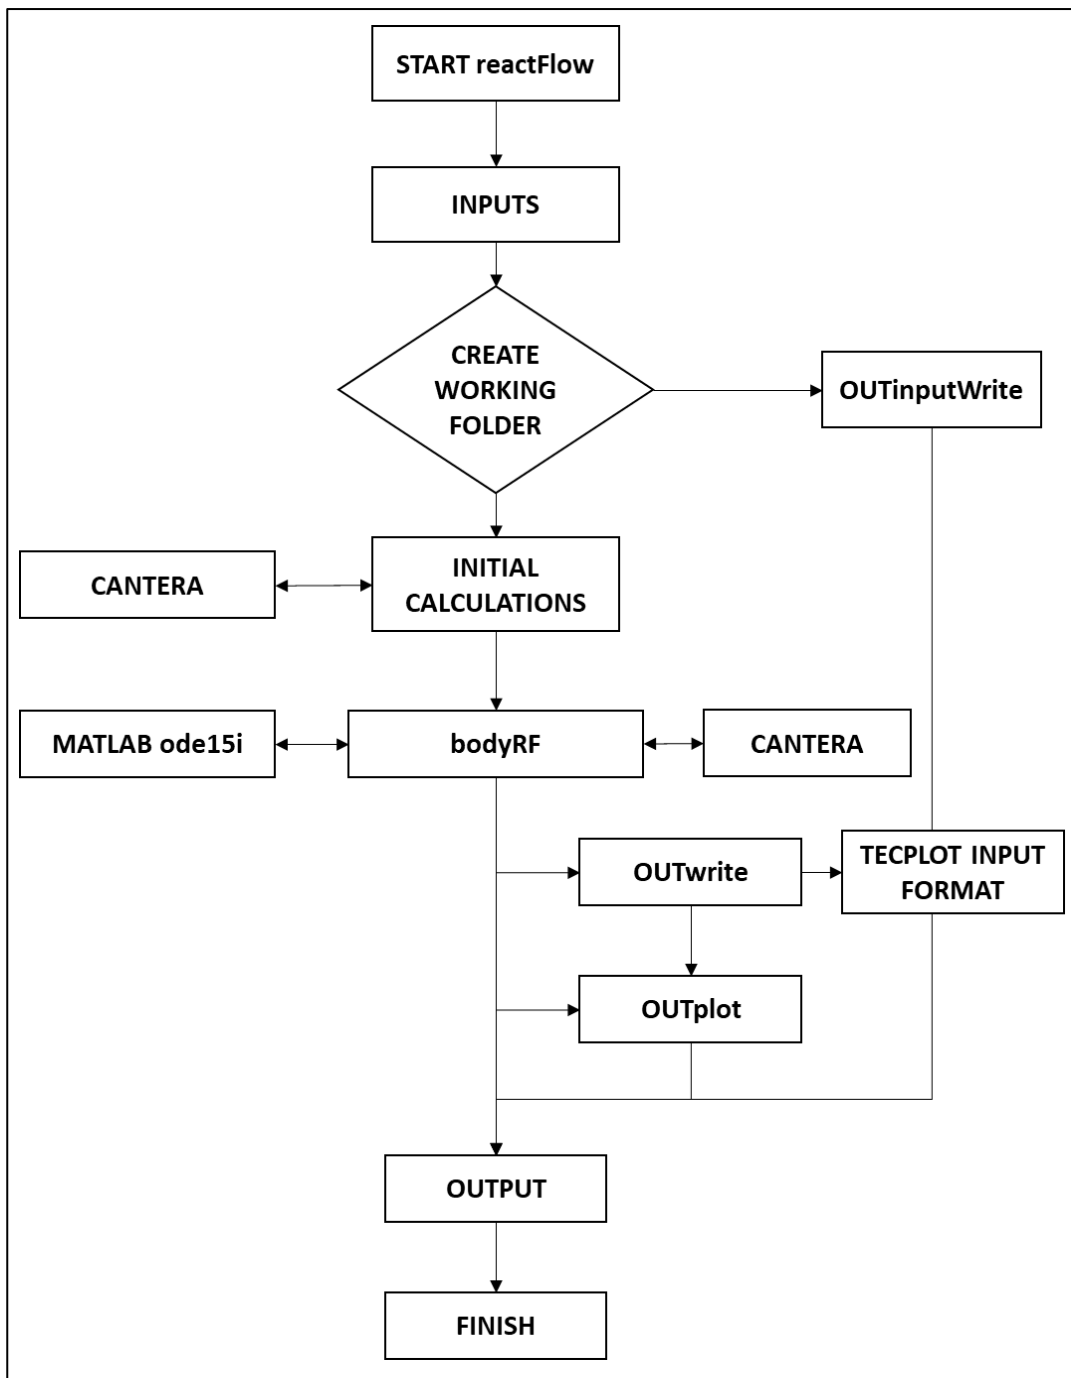 START reactFlow
INPUTS
CREATE
WORKING
FOLDER
OUTinputWrite
CANTERA
INITIAL
CALCULATIONS
MATLAB ode15i
bodyRF
CANTERA
OUTwrite
TECPLOT INPUT
FORMAT
OUTplot
OUTPUT
FINISH